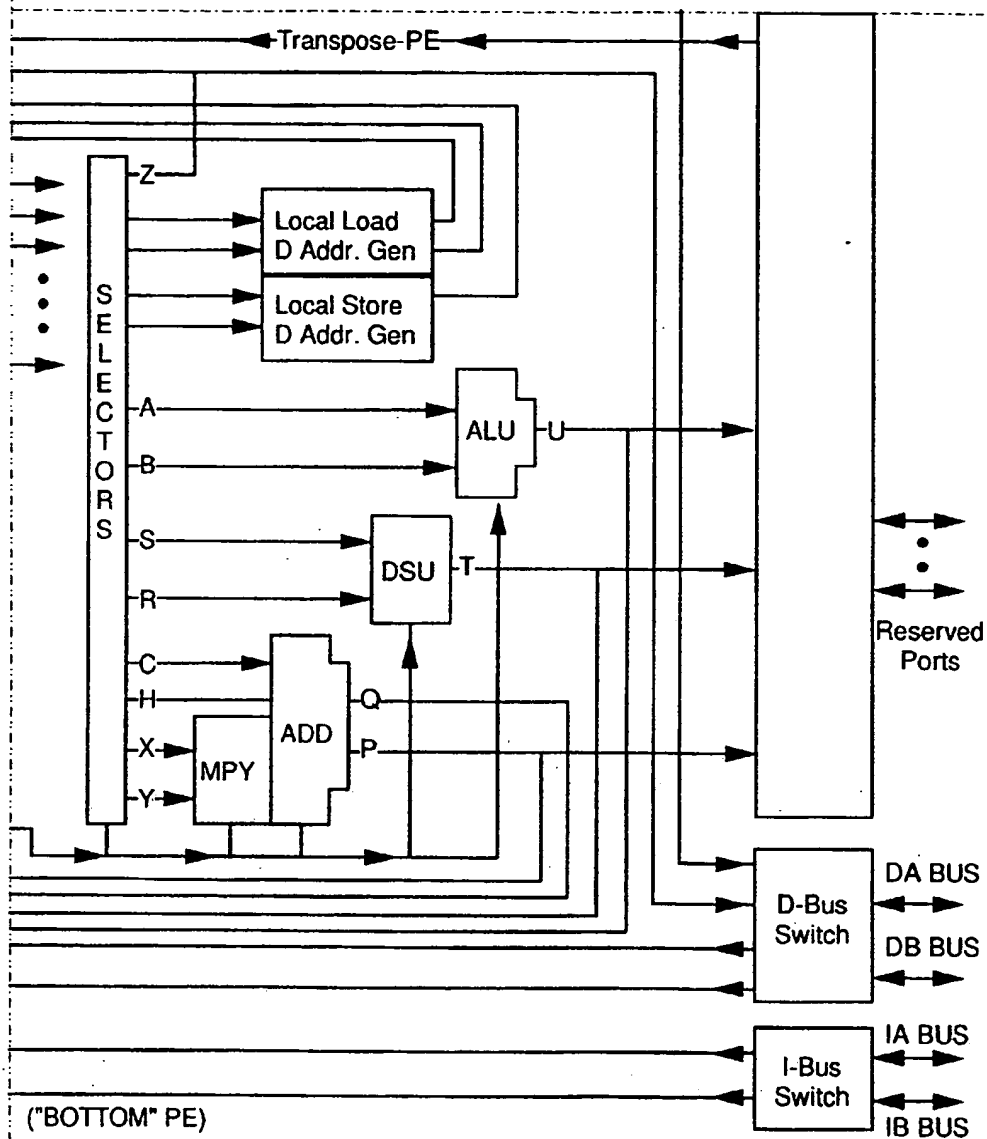 Transpose-PE
Z
Local Load
D Addr. Gen
Local Store
D Addr. Gen
SELECTORS
A
B
ALU
U
S
R
DSU
T
C
H
X
Y
MPY
ADD
Q
P
Reserved
Ports
D-Bus
Switch
DA BUS
DB BUS
I-Bus
Switch
IA BUS
IB BUS
("BOTTOM" PE)